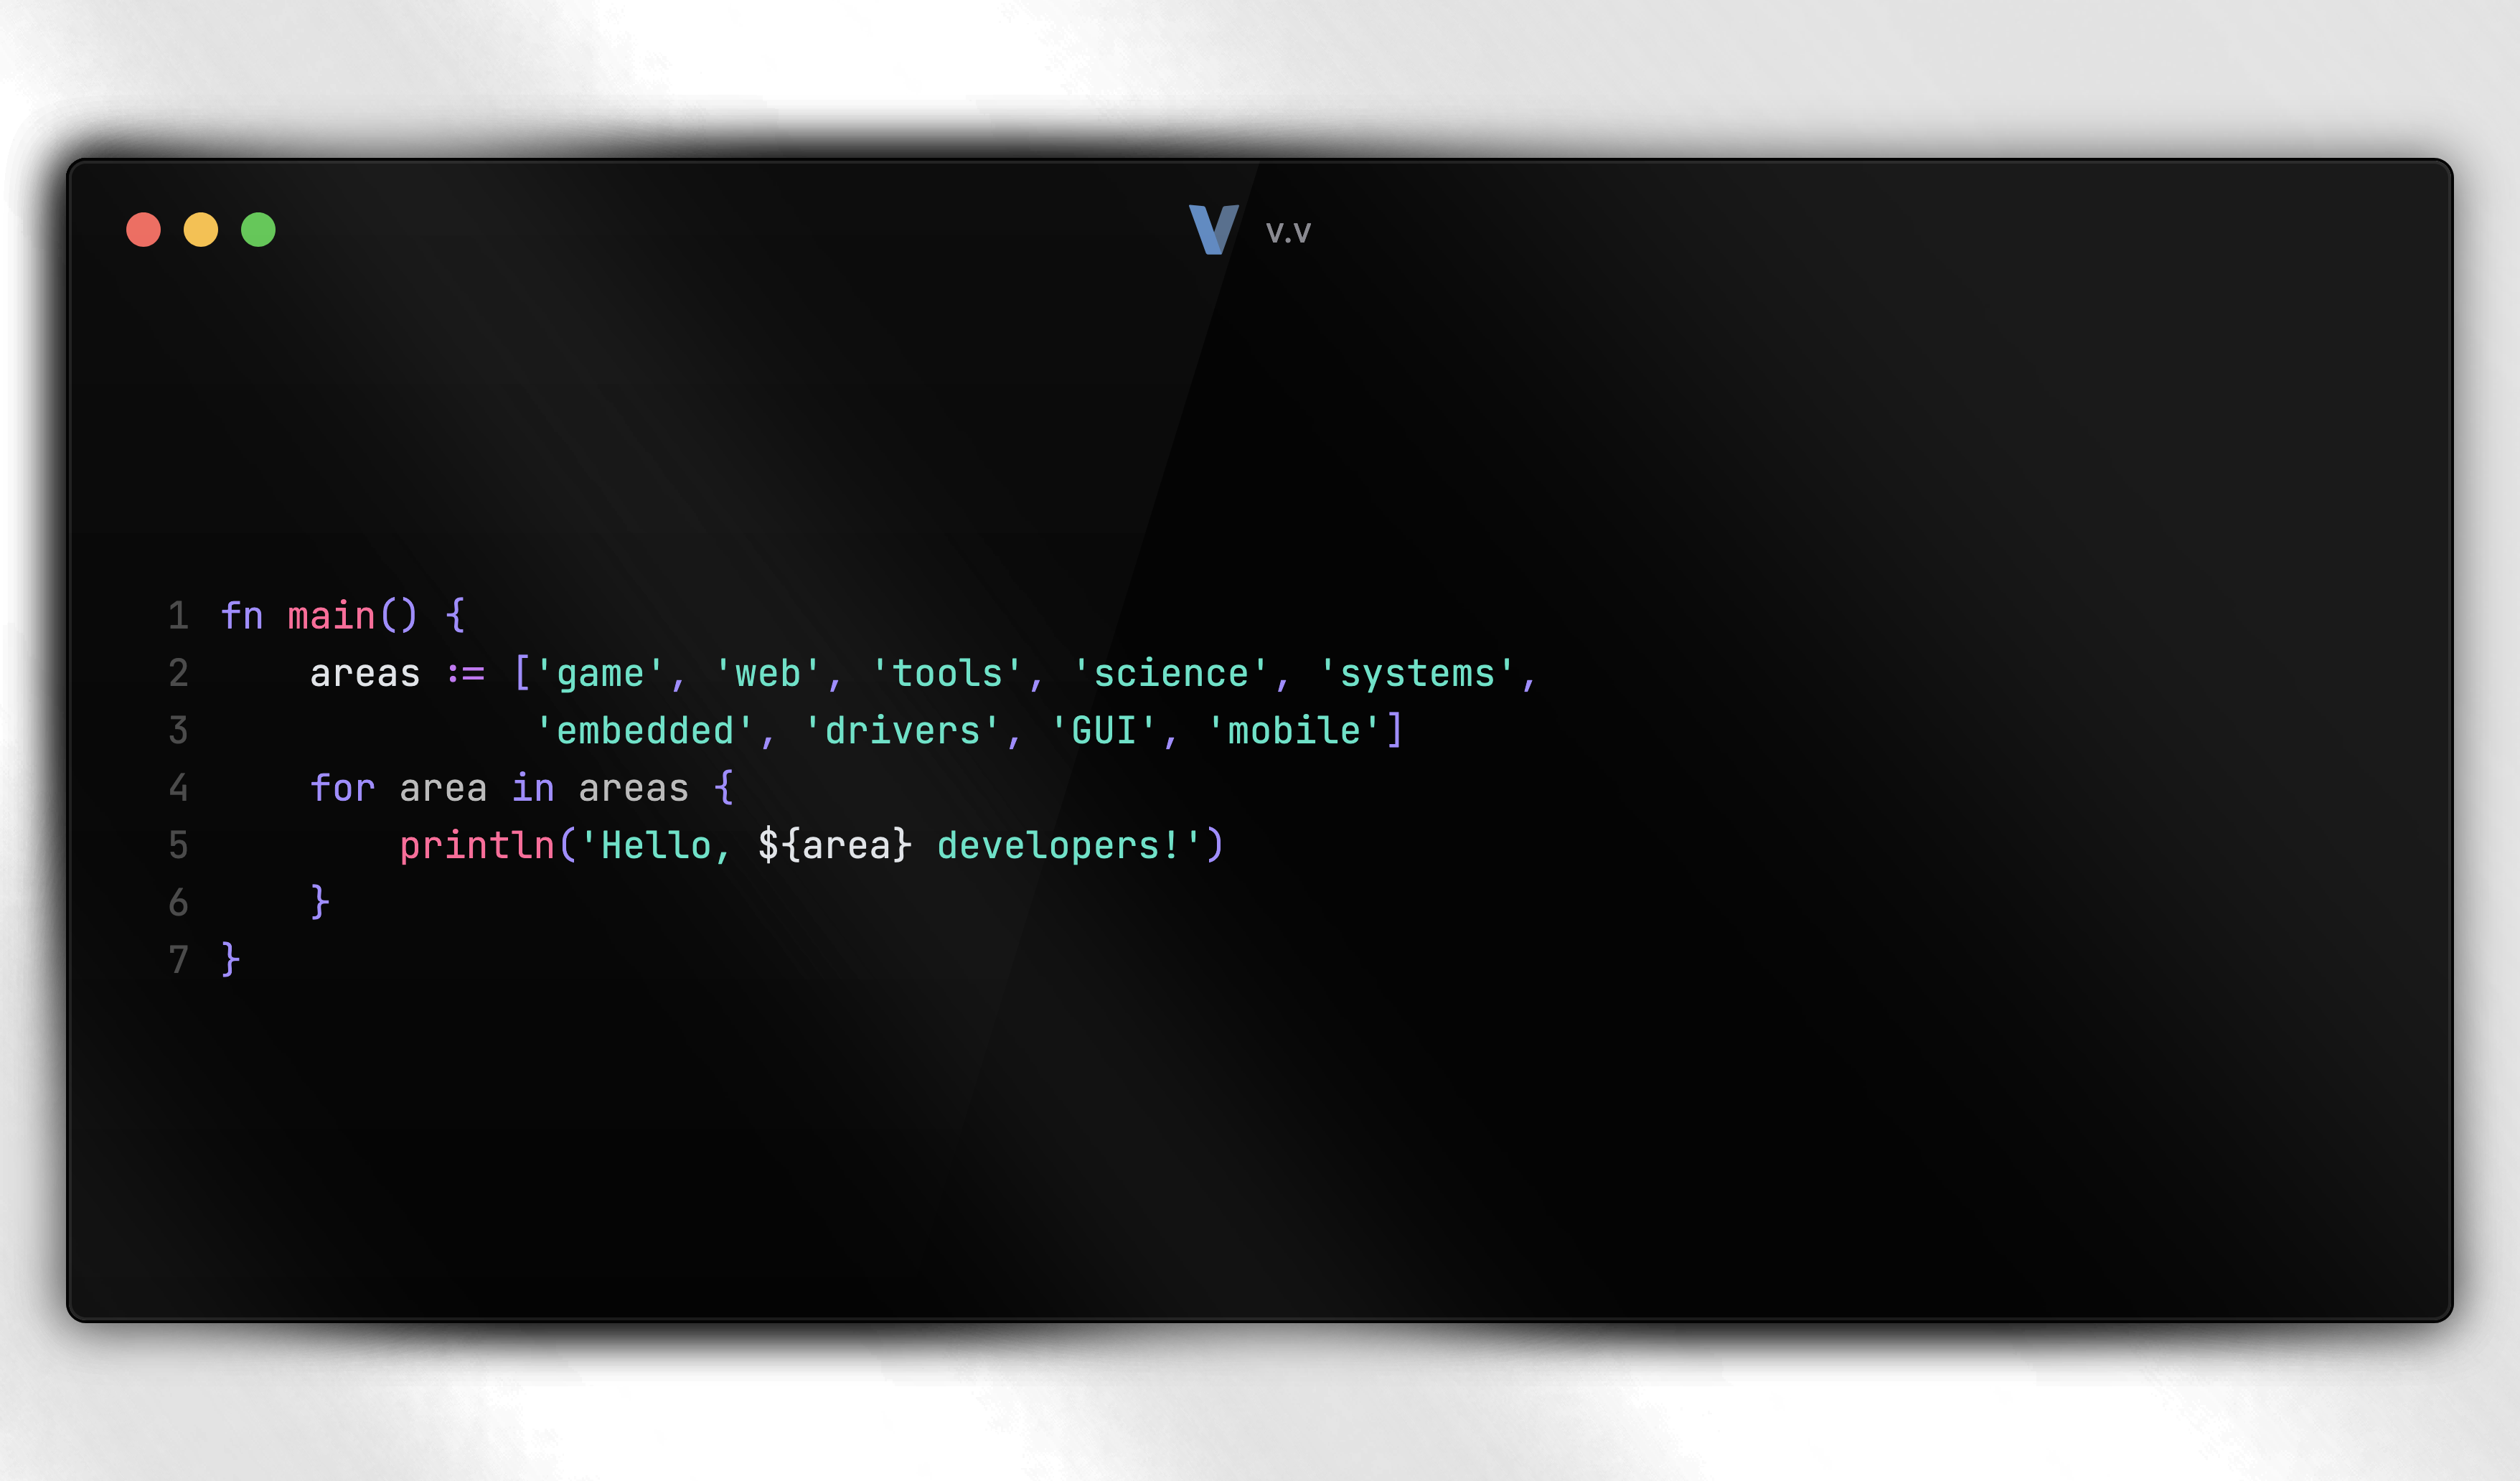 V v.v
1 fn main() {
2     areas := ['game', 'web', 'tools', 'science', 'systems',
3               'embedded', 'drivers', 'GUI', 'mobile']
4     for area in areas {
5         println('Hello, ${area} developers!')
6     }
7 }